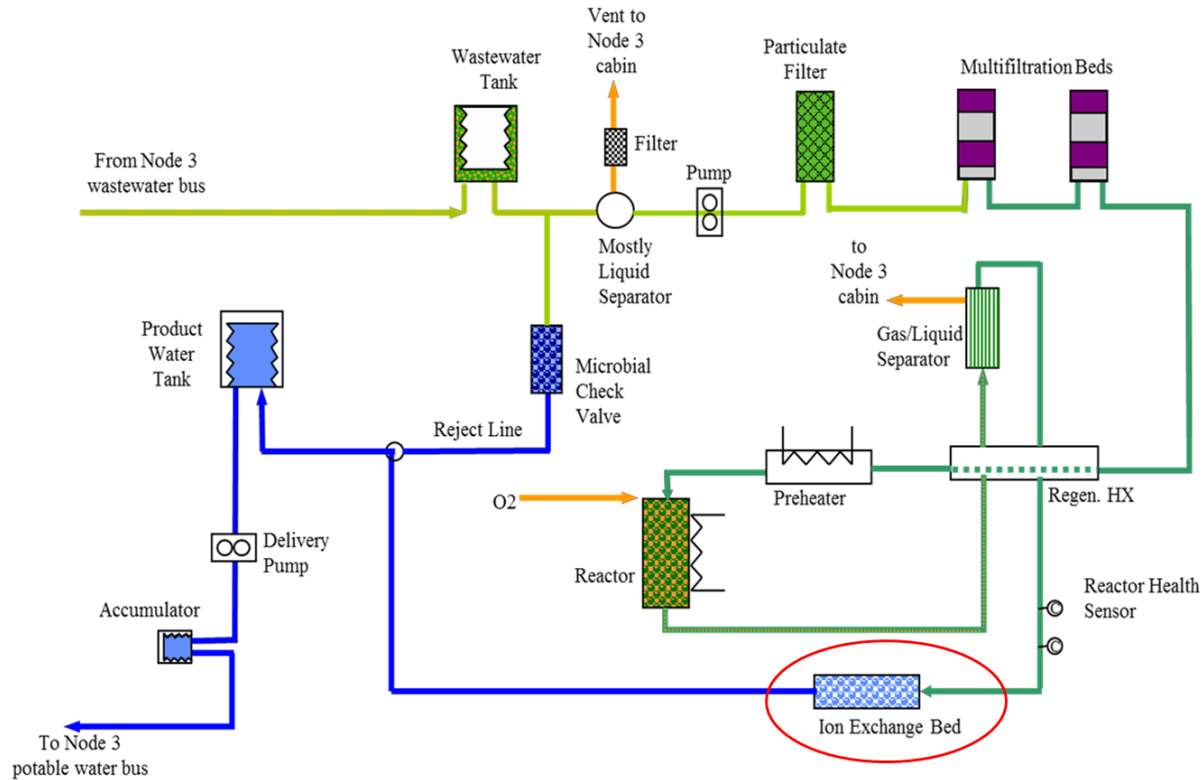 Vent to
Node 3
cabin
Wastewater
Tank
Particulate
Filter
Multifiltration Beds
From Node 3
wastewater bus
Filter
Pump
Mostly
Liquid
Separator
to
Node 3
cabin
Gas/Liquid
Separator
Product
Water
Tank
Microbial
Check
Valve
Reject Line
Preheater
Regen. HX
O2
Reactor
Delivery
Pump
Reactor Health
Sensor
Accumulator
Ion Exchange Bed
To Node 3
potable water bus